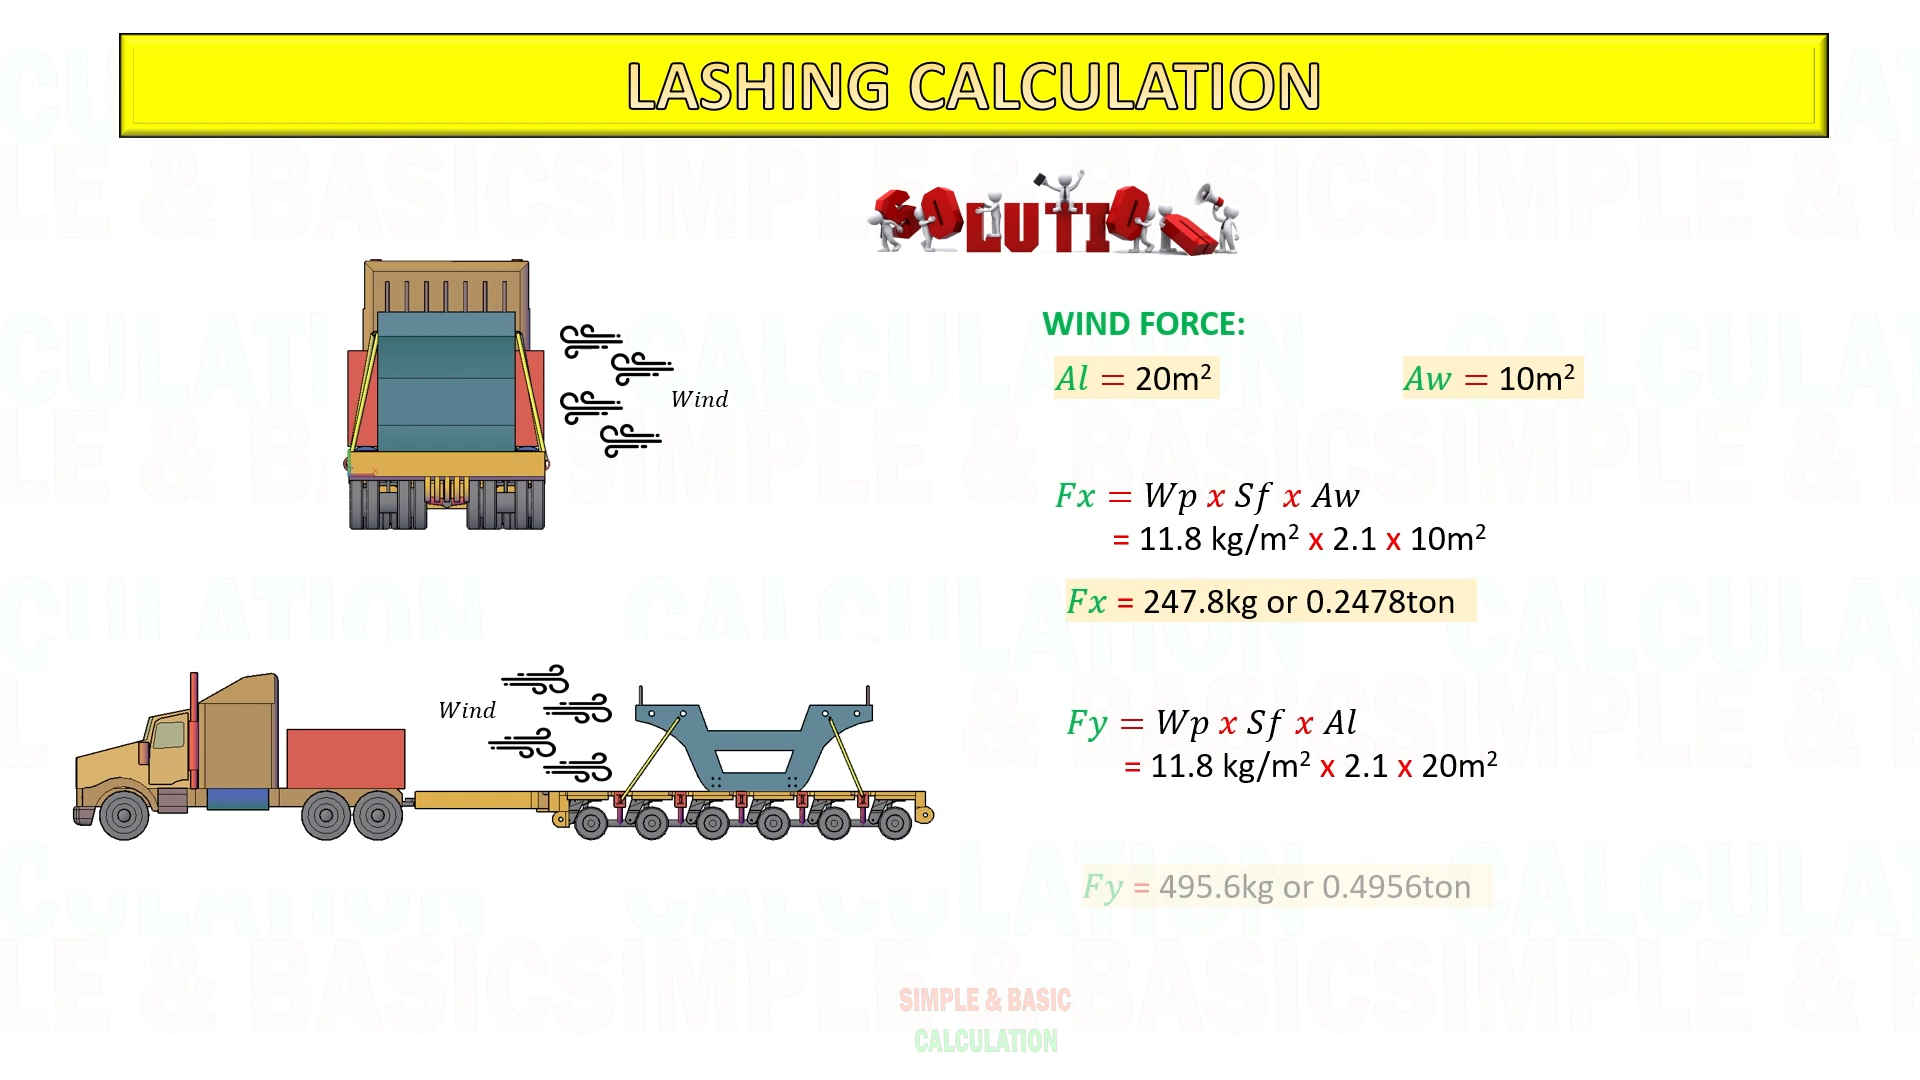 LASHING CALCULATION
SOLUTION
WIND FORCE:
Al = 20m²
Aw = 10m²
Wind
Fx = Wp x Sf x Aw
= 11.8 kg/m² x 2.1 x 10m²
Fx = 247.8kg or 0.2478ton
Wind
Fy = Wp x Sf x Al
= 11.8 kg/m² x 2.1 x 20m²
Fy = 495.6kg or 0.4956ton
SIMPLE & BASIC
CALCULATION